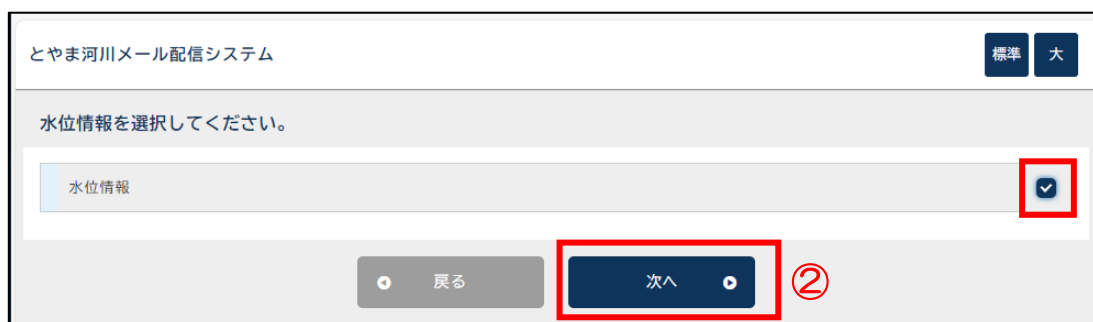 とやま河川メール配信システム
標準 大
水位情報を選択してください。
水位情報
戻る 次へ ②